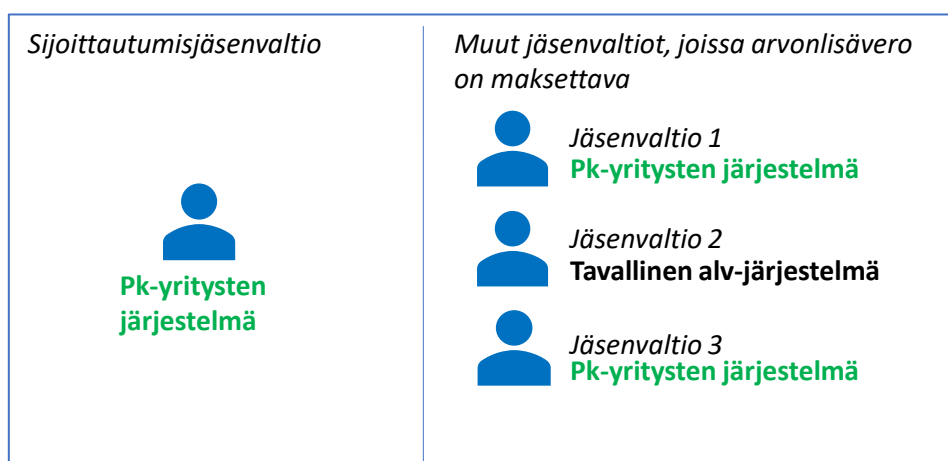 Sijoittautumisjäsenvaltio
Pk-yritysten
järjestelmä
Muut jäsenvaltiot, joissa arvonlisävero
on maksettava
Jäsenvaltio 1
Pk-yritysten järjestelmä
Jäsenvaltio 2
Tavallinen alv-järjestelmä
Jäsenvaltio 3
Pk-yritysten järjestelmä